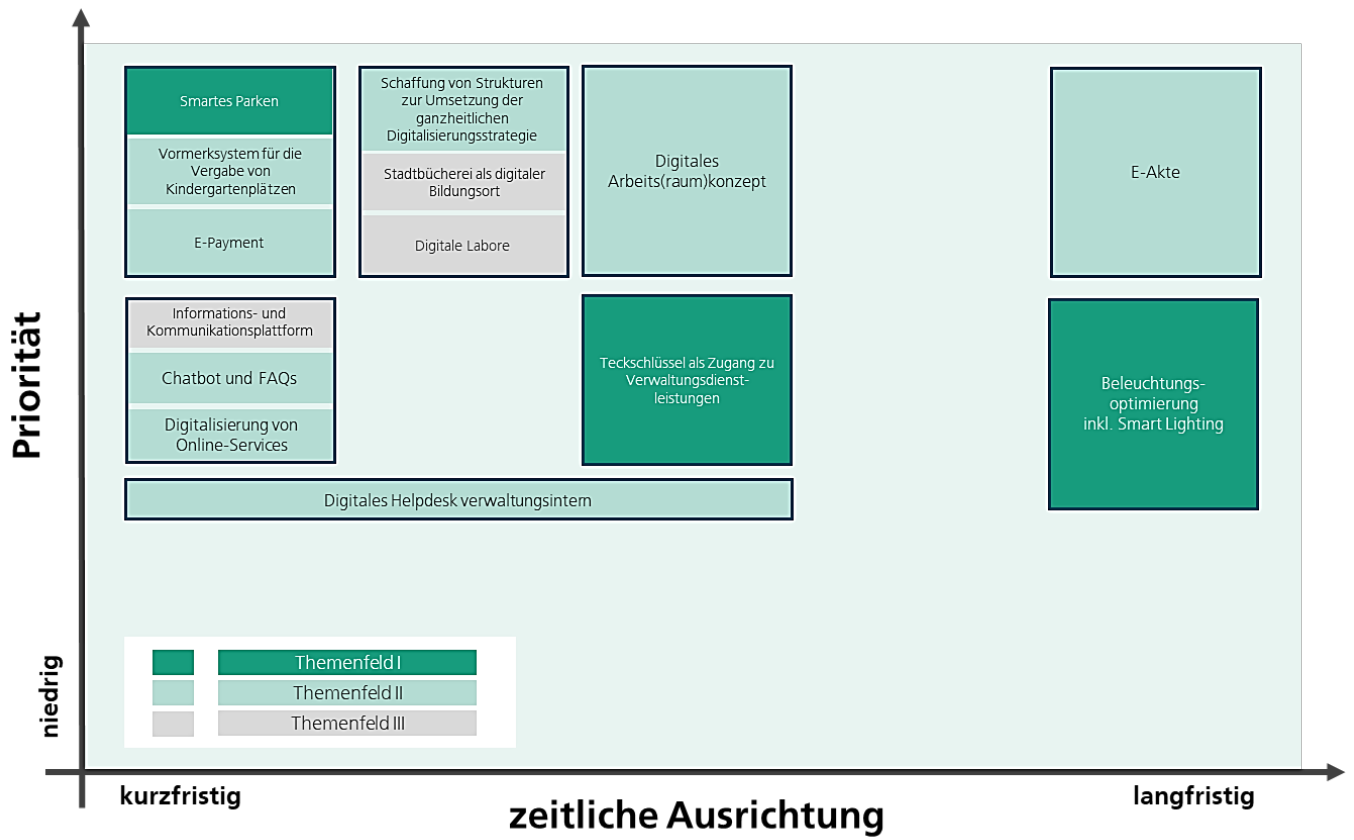 Smartes Parken
Vormerksystem für die
Vergabe von
Kindergartenplätzen
E-Payment
Schaffung von Strukturen
zur Umsetzung der
ganzheitlichen
Digitalisierungsstrategie
Stadtbücherei als digitaler
Bildungsort
Digitale Labore
Digitales
Arbeits(raum)konzept
E-Akte
Informations- und
Kommunikationsplattform
Chatbot und FAQs
Digitalisierung von
Online-Services
Teckschlüssel als Zugang zu
Verwaltungsdienst-
leistungen
Beleuchtungs-
optimierung
inkl. Smart Lighting
Digitales Helpdesk verwaltungsintern
Priorität
niedrig
Themenfeld I
Themenfeld II
Themenfeld III
kurzfristig
zeitliche Ausrichtung
langfristig